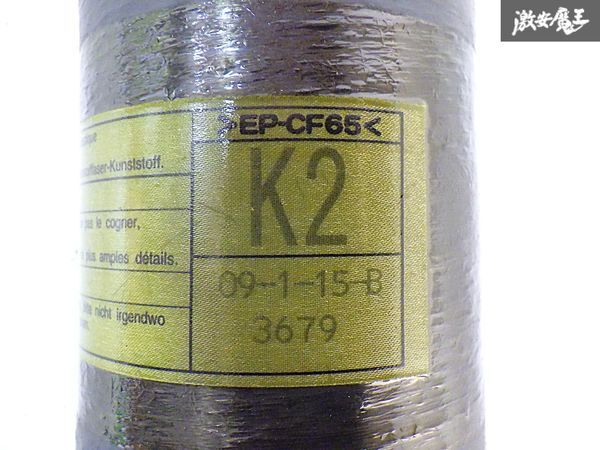 激安魔王
>EP-CF65<
K2
09-1-15-B
3679
-Kunststoff.
pas le cogner,
plus amples détails.
nicht irgendwo